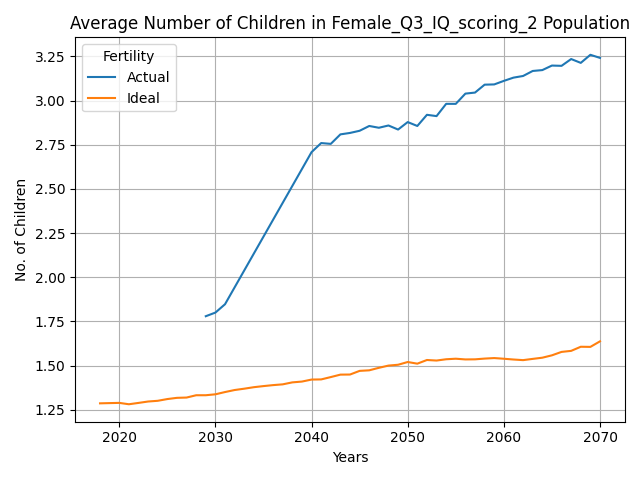 Average Number of Children in Female_Q3_IQ_scoring_2 Population
Fertility
Actual
Ideal
No. of Children
3.25
3.00
2.75
2.50
2.25
2.00
1.75
1.50
1.25
2020 2030 2040 2050 2060 2070
Years